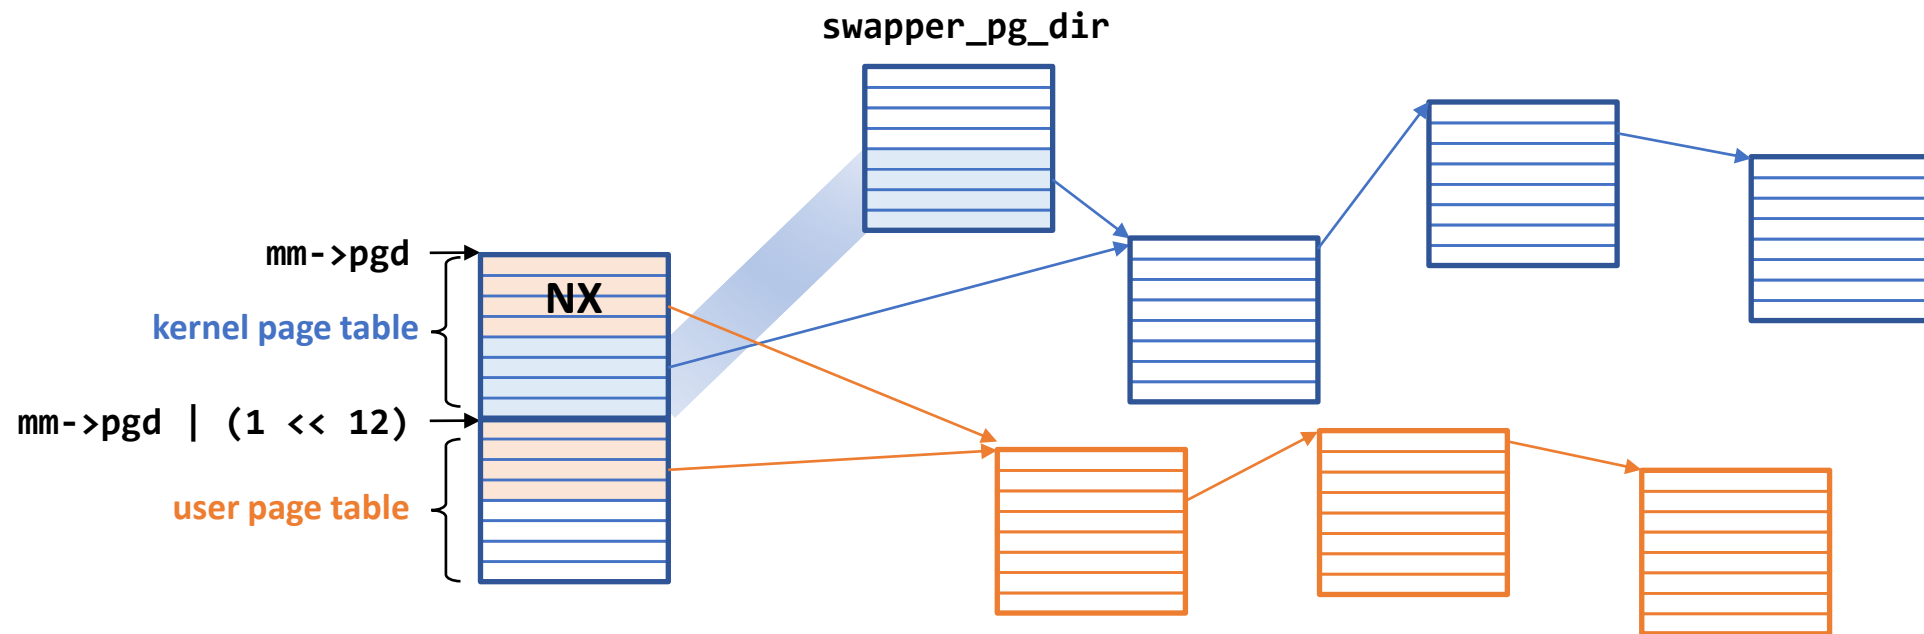 swapper_pg_dir
mm->pgd
NX
kernel page table
mm->pgd | (1 << 12)
user page table